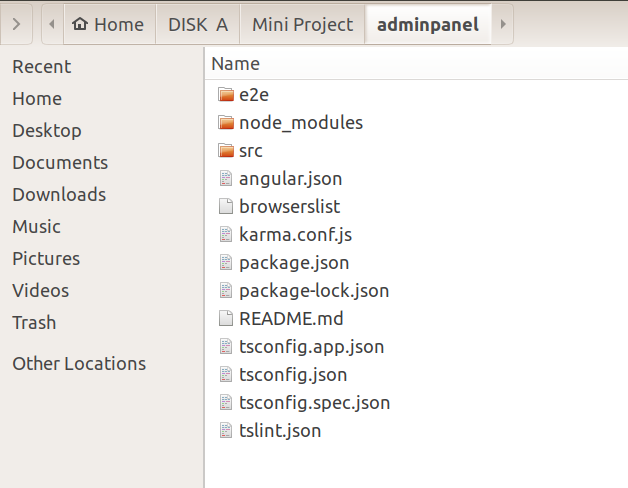 Home DISK A Mini Project adminpanel
Recent
Home
Desktop
Documents
Downloads
Music
Pictures
Videos
Trash
Other Locations
Name
e2e
node_modules
src
angular.json
browserslist
karma.conf.js
package.json
package-lock.json
README.md
tsconfig.app.json
tsconfig.json
tsconfig.spec.json
tslint.json